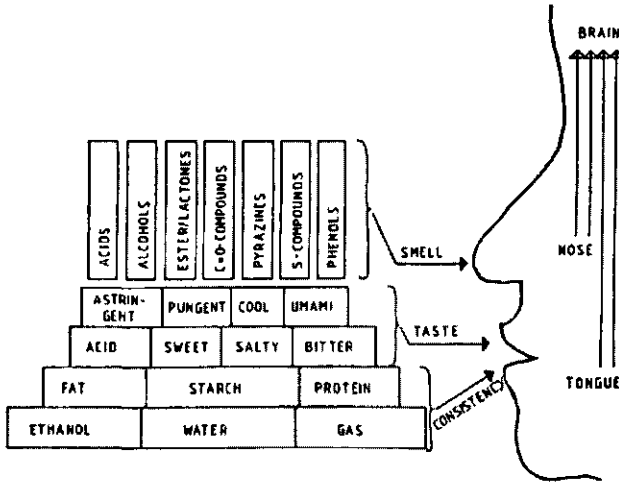 BRAIN
ACIDS
ALCOHOLS
ESTER/LACTONES
C=O-COMPOUNDS
PYRAZINES
S-COMPOUNDS
PHENOLS
SMELL
NOSE
ASTRIN-
GENT
PUNGENT
COOL
UMAMI
TASTE
ACID
SWEET
SALTY
BITTER
FAT
STARCH
PROTEIN
CONSISTENCY
TONGUE
ETHANOL
WATER
GAS